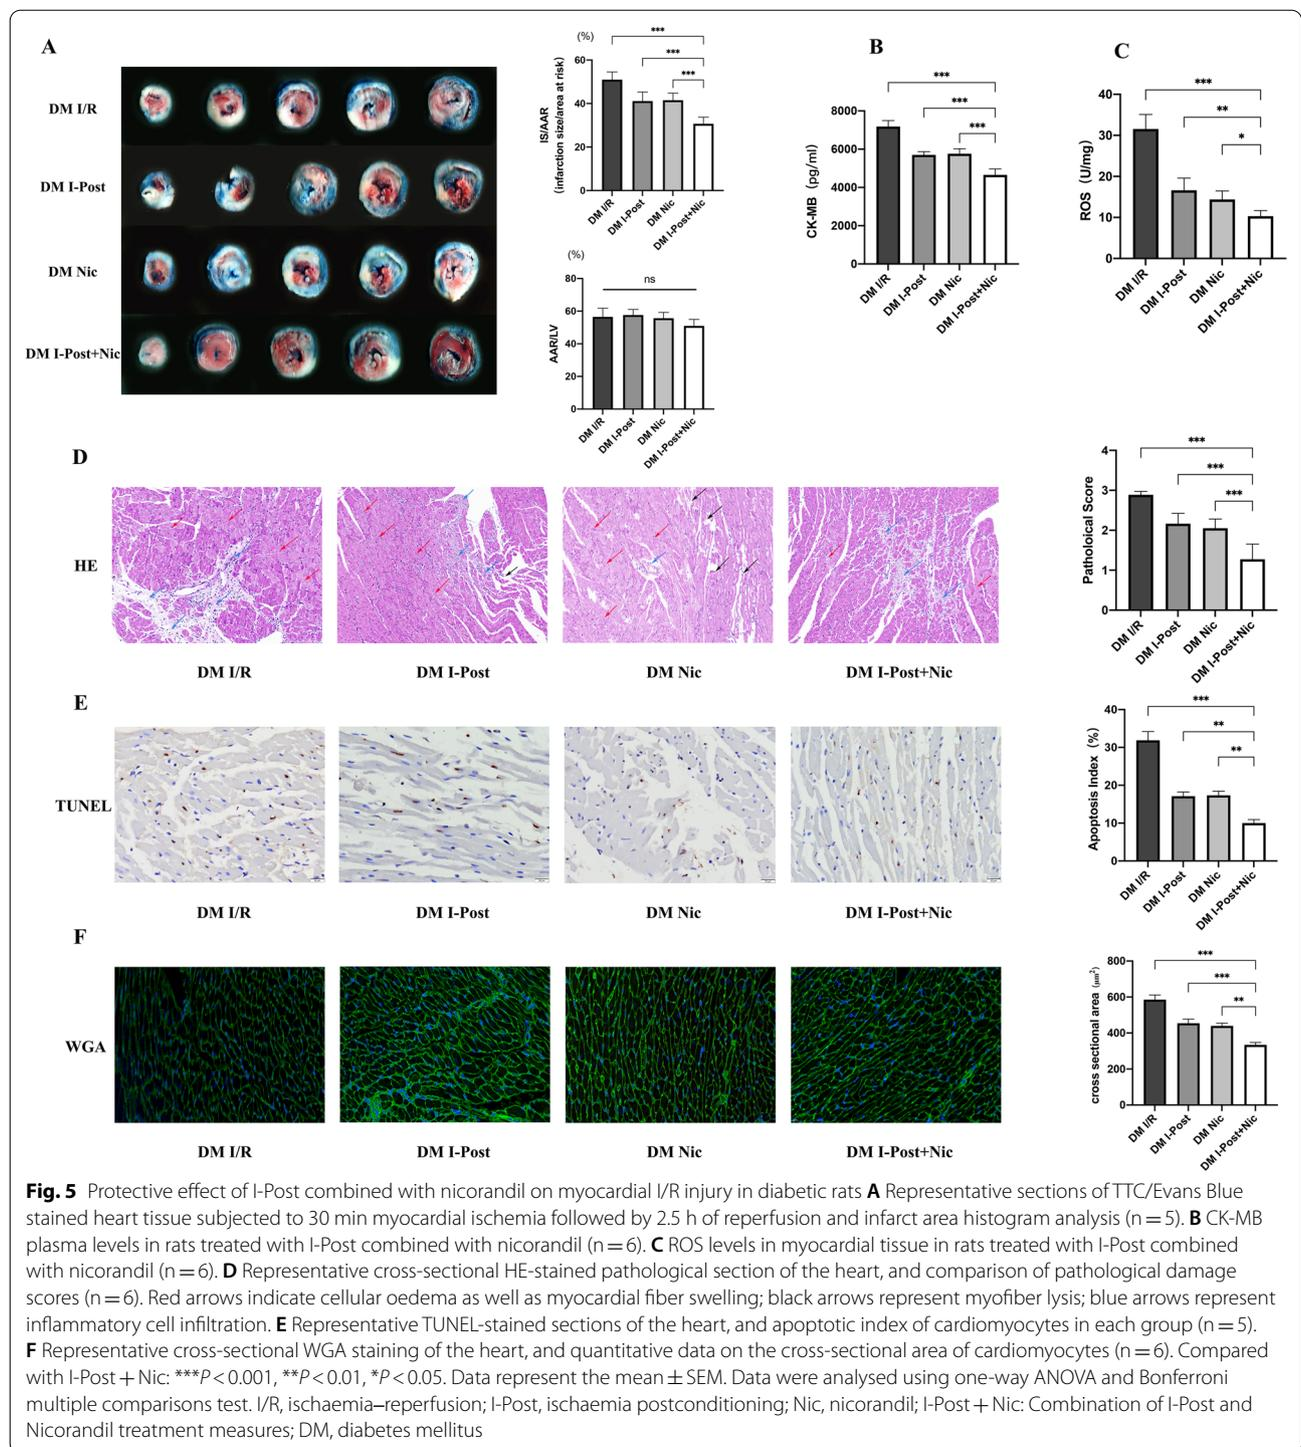 A
DM I/R
DM I-Post
DM Nic
DM I-Post+Nic
(%)
IS/AAR
(infarction size/area at risk)
60
40
20
0
***
***
***
DM I/R
DM I-Post
DM Nic
DM I-Post+Nic
(%)
AAR/LV
80
60
40
20
0
ns
DM I/R
DM I-Post
DM Nic
DM I-Post+Nic
B
CK-MB (pg/ml)
8000
6000
4000
2000
0
***
***
***
DM I/R
DM I-Post
DM Nic
DM I-Post+Nic
C
ROS (U/mg)
40
30
20
10
0
***
**
*
DM I/R
DM I-Post
DM Nic
DM I-Post+Nic
D
HE
DM I/R
DM I-Post
DM Nic
DM I-Post+Nic
Patholoical Score
4
3
2
1
0
***
***
***
DM I/R
DM I-Post
DM Nic
DM I-Post+Nic
E
TUNEL
DM I/R
DM I-Post
DM Nic
DM I-Post+Nic
Apoptosis Index (%)
40
30
20
10
0
***
**
**
DM I/R
DM I-Post
DM Nic
DM I-Post+Nic
F
WGA
DM I/R
DM I-Post
DM Nic
DM I-Post+Nic
cross sectional area (μm²)
800
600
400
200
0
***
***
**
DM I/R
DM I-Post
DM Nic
DM I-Post+Nic
Fig. 5 Protective effect of I-Post combined with nicorandil on myocardial I/R injury in diabetic rats A Representative sections of TTC/Evans Blue
stained heart tissue subjected to 30 min myocardial ischemia followed by 2.5 h of reperfusion and infarct area histogram analysis (n = 5). B CK-MB
plasma levels in rats treated with I-Post combined with nicorandil (n = 6). C ROS levels in myocardial tissue in rats treated with I-Post combined
with nicorandil (n = 6). D Representative cross-sectional HE-stained pathological section of the heart, and comparison of pathological damage
scores (n = 6). Red arrows indicate cellular oedema as well as myocardial fiber swelling; black arrows represent myofiber lysis; blue arrows represent
inflammatory cell infiltration. E Representative TUNEL-stained sections of the heart, and apoptotic index of cardiomyocytes in each group (n = 5).
F Representative cross-sectional WGA staining of the heart, and quantitative data on the cross-sectional area of cardiomyocytes (n = 6). Compared
with I-Post + Nic: ***P < 0.001, **P < 0.01, *P < 0.05. Data represent the mean ± SEM. Data were analysed using one-way ANOVA and Bonferroni
multiple comparisons test. I/R, ischaemia–reperfusion; I-Post, ischaemia postconditioning; Nic, nicorandil; I-Post + Nic: Combination of I-Post and
Nicorandil treatment measures; DM, diabetes mellitus